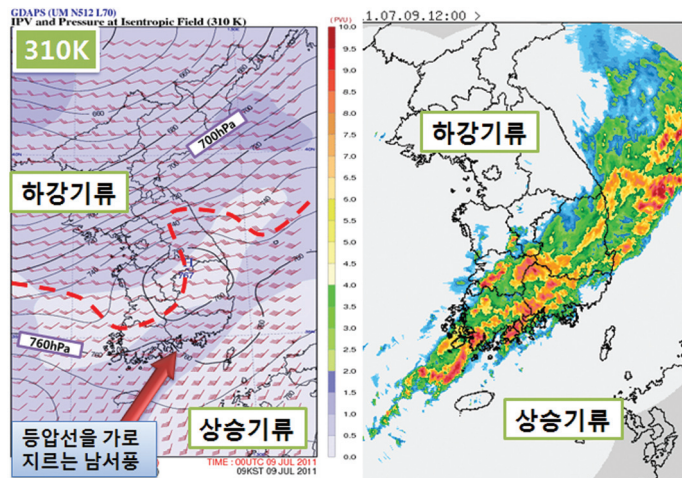 GDAPS (UM N512 L70)
IPV and Pressure at Isentropic Field (310 K)
310K
700hPa
하강기류
760hPa
상승기류
등압선을 가로
지르는 남서풍
TIME : 00UTC 09 JUL 2011
09KST 09 JUL 2011
( PVU )
10.0
9.5
9.0
8.5
8.0
7.5
7.0
6.5
6.0
5.5
5.0
4.5
4.0
3.5
3.0
2.5
2.0
1.5
1.0
0.5
0.0
1.07.09.12:00 >
하강기류
상승기류